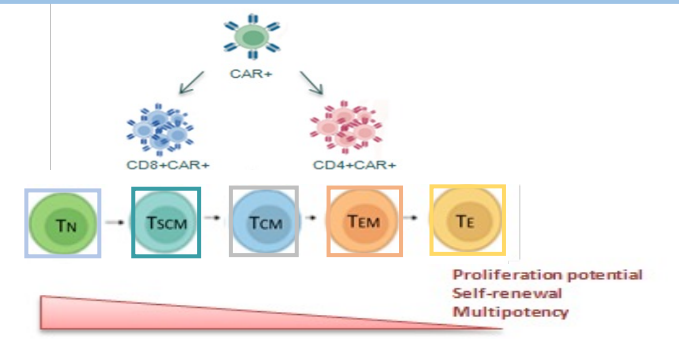 CAR+
CD8+CAR+ CD4+CAR+
TN TSCM TCM TEM TE
Proliferation potential
Self-renewal
Multipotency